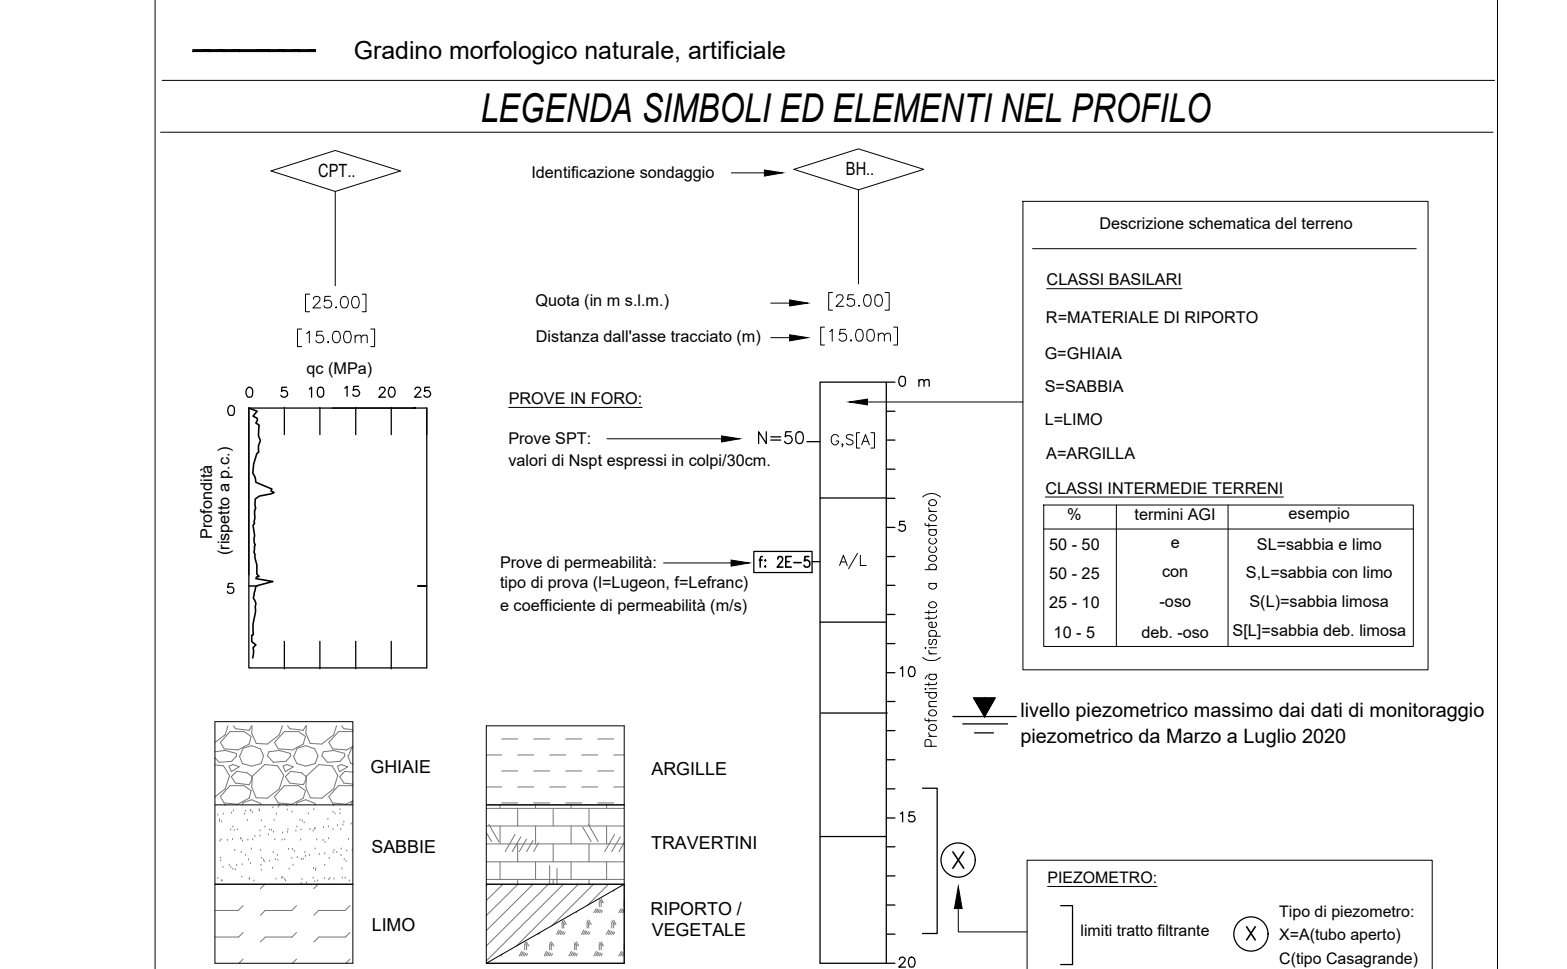 Gradino morfologico naturale, artificiale
LEGENDA SIMBOLI ED ELEMENTI NEL PROFILO
CPT..
Identificazione sondaggio
BH..
[25.00]
Quota (in m s.l.m.)
[25.00]
[15.00m]
Distanza dall'asse tracciato (m)
[15.00m]
qc (MPa)
0 5 10 15 20 25
0
5
Profondità
(rispetto a p.c.)
PROVE IN FORO:
Prove SPT:
N=50
valori di Nspt espressi in colpi/30cm.
Prove di permeabilità:
f: 2E-5
tipo di prova (l=Lugeon, f=Lefranc)
e coefficiente di permeabilità (m/s)
0 m
G,S[A]
5
A/L
10
15
20
Profondità (rispetto a boccaforo)
Descrizione schematica del terreno
CLASSI BASILARI
R=MATERIALE DI RIPORTO
G=GHIAIA
S=SABBIA
L=LIMO
A=ARGILLA
CLASSI INTERMEDIE TERRENI
% termini AGI esempio
50 - 50 e SL=sabbia e limo
50 - 25 con S,L=sabbia con limo
25 - 10 -oso S(L)=sabbia limosa
10 - 5 deb. -oso S[L]=sabbia deb. limosa
livello piezometrico massimo dai dati di monitoraggio
piezometrico da Marzo a Luglio 2020
GHIAIE
SABBIE
LIMO
ARGILLE
TRAVERTINI
RIPORTO /
VEGETALE
X
PIEZOMETRO:
limiti tratto filtrante
X
Tipo di piezometro:
X=A(tubo aperto)
C(tipo Casagrande)